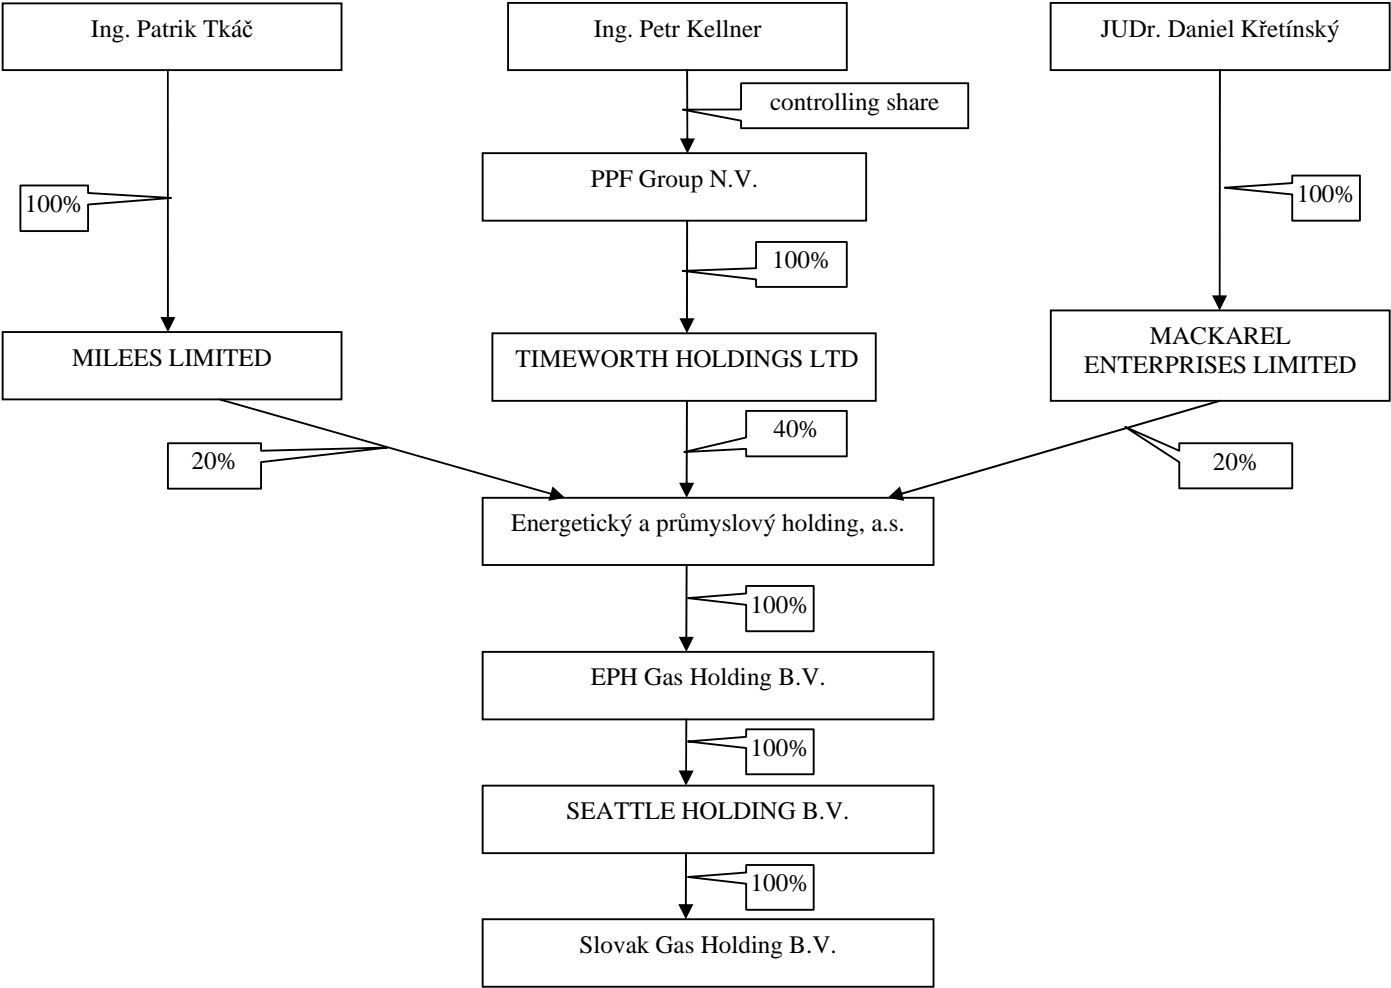 Ing. Patrik Tkáč
Ing. Petr Kellner
JUDr. Daniel Křetínský
controlling share
PPF Group N.V.
100%
100%
100%
MILEES LIMITED
TIMEWORTH HOLDINGS LTD
MACKAREL
ENTERPRISES LIMITED
20%
40%
20%
Energetický a průmyslový holding, a.s.
100%
EPH Gas Holding B.V.
100%
SEATTLE HOLDING B.V.
100%
Slovak Gas Holding B.V.